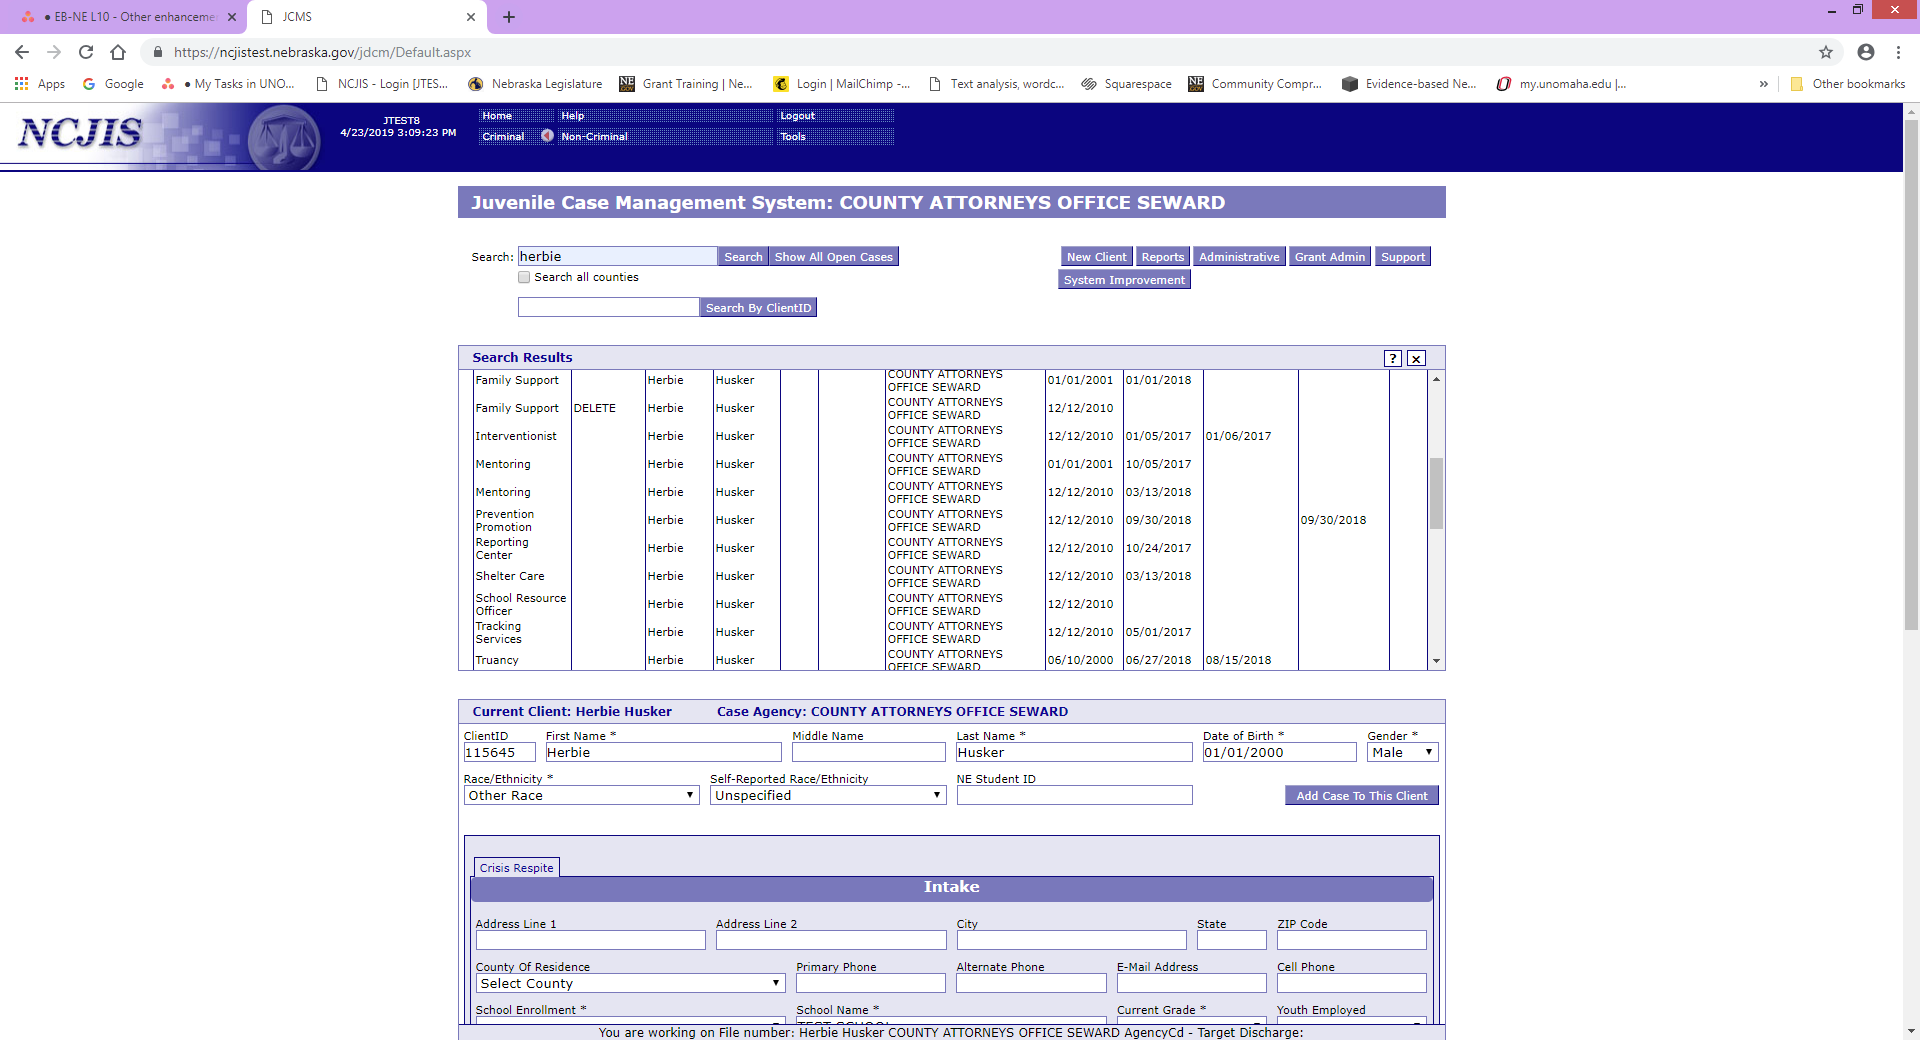 ● EB-NE L10 - Other enhanceme
JCMS
https://ncjistest.nebraska.gov/jdcm/Default.aspx
Apps
Google
● My Tasks in UNO...
NCJIS - Login [JTES...
Nebraska Legislature
Grant Training | Ne...
Login | MailChimp -...
Text analysis, wordc...
Squarespace
Community Compr...
Evidence-based Ne...
my.unomaha.edu |...
»
Other bookmarks
NCJIS
JTEST8
4/23/2019 3:09:23 PM
Home
Help
Logout
Criminal
Non-Criminal
Tools
Juvenile Case Management System: COUNTY ATTORNEYS OFFICE SEWARD
Search: herbie Search Show All Open Cases
New Client Reports Administrative Grant Admin Support
Search all counties
System Improvement
Search By ClientID
Search Results ? x
Family Support Herbie Husker COUNTY ATTORNEYS OFFICE SEWARD 01/01/2001 01/01/2018
Family Support DELETE Herbie Husker COUNTY ATTORNEYS OFFICE SEWARD 12/12/2010
Interventionist Herbie Husker COUNTY ATTORNEYS OFFICE SEWARD 12/12/2010 01/05/2017 01/06/2017
Mentoring Herbie Husker COUNTY ATTORNEYS OFFICE SEWARD 01/01/2001 10/05/2017
Mentoring Herbie Husker COUNTY ATTORNEYS OFFICE SEWARD 12/12/2010 03/13/2018
Prevention Promotion Herbie Husker COUNTY ATTORNEYS OFFICE SEWARD 12/12/2010 09/30/2018 09/30/2018
Reporting Center Herbie Husker COUNTY ATTORNEYS OFFICE SEWARD 12/12/2010 10/24/2017
Shelter Care Herbie Husker COUNTY ATTORNEYS OFFICE SEWARD 12/12/2010 03/13/2018
School Resource Officer Herbie Husker COUNTY ATTORNEYS OFFICE SEWARD 12/12/2010
Tracking Services Herbie Husker COUNTY ATTORNEYS OFFICE SEWARD 12/12/2010 05/01/2017
Truancy Herbie Husker COUNTY ATTORNEYS OFFICE SEWARD 06/10/2000 06/27/2018 08/15/2018
Current Client: Herbie Husker Case Agency: COUNTY ATTORNEYS OFFICE SEWARD
ClientID First Name * Middle Name Last Name * Date of Birth * Gender *
115645 Herbie Husker 01/01/2000 Male
Race/Ethnicity * Self-Reported Race/Ethnicity NE Student ID
Other Race Unspecified Add Case To This Client
Crisis Respite
Intake
Address Line 1 Address Line 2 City State ZIP Code
County Of Residence Primary Phone Alternate Phone E-Mail Address Cell Phone
Select County
School Enrollment * School Name * Current Grade * Youth Employed
TEST SCHOOL
You are working on File number: Herbie Husker COUNTY ATTORNEYS OFFICE SEWARD AgencyCd - Target Discharge: